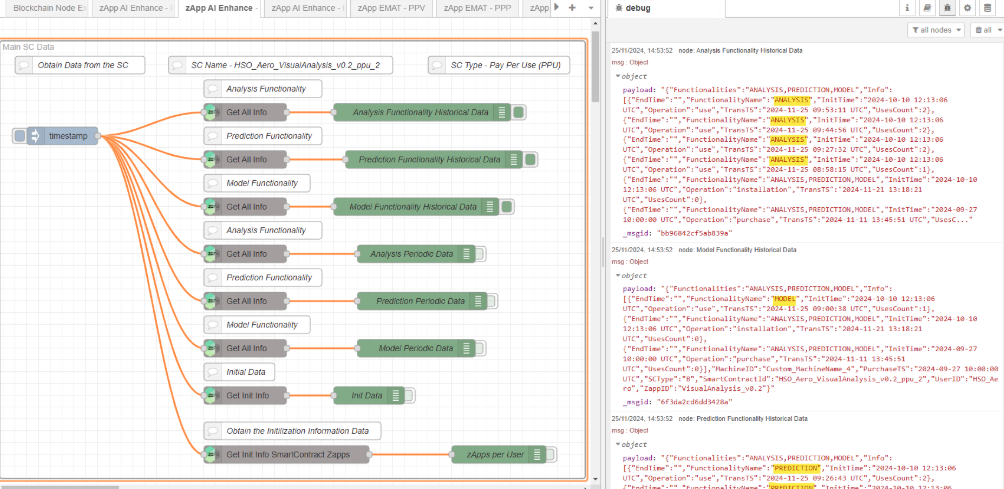 Blockchain Node E
zApp AI Enhance - P
zApp AI Enhance -
zApp AI Enhance - I
zApp EMAT - PPV
zApp EMAT - PPP
zApp
Main SC Data
Obtain Data from the SC
SC Name - HSO_Aero_VisualAnalysis_v0.2_ppu_2
SC Type - Pay Per Use (PPU)
Analysis Functionality
Get All Info
Analysis Functionality Historical Data
timestamp
Prediction Functionality
Get All Info
Prediction Functionality Historical Data
Model Functionality
Get All Info
Model Functionality Historical Data
Analysis Functionality
Get All Info
Analysis Periodic Data
Prediction Functionality
Get All Info
Prediction Periodic Data
Model Functionality
Get All Info
Model Periodic Data
Initial Data
Get Init Info
Init Data
Obtain the Initilization Information Data
Get Init Info SmartContract Zapps
zApps per User
debug
all nodes
all
25/11/2024, 14:53:52 node: Analysis Functionality Historical Data
msg : Object
object
payload: "{"Functionalities":"ANALYSIS,PREDICTION,MODEL","Info":
[{"EndTime":"","FunctionalityName":"ANALYSIS","InitTime":"2024-10-10 12:13:06
UTC","Operation":"use","TransTS":"2024-11-25 09:53:11 UTC","UsesCount":2},
{"EndTime":"","FunctionalityName":"ANALYSIS","InitTime":"2024-10-10 12:13:06
UTC","Operation":"use","TransTS":"2024-11-25 09:44:56 UTC","UsesCount":2},
{"EndTime":"","FunctionalityName":"ANALYSIS","InitTime":"2024-10-10 12:13:06
UTC","Operation":"use","TransTS":"2024-11-25 09:27:32 UTC","UsesCount":2},
{"EndTime":"","FunctionalityName":"ANALYSIS","InitTime":"2024-10-10 12:13:06
UTC","Operation":"use","TransTS":"2024-11-25 08:58:15 UTC","UsesCount":1},
{"EndTime":"","FunctionalityName":"ANALYSIS,PREDICTION,MODEL","InitTime":"2024-10-10
12:13:06 UTC","Operation":"installation","TransTS":"2024-11-21 13:18:21
UTC","UsesCount":0},
{"EndTime":"","FunctionalityName":"ANALYSIS,PREDICTION,MODEL","InitTime":"2024-09-27
10:00:00 UTC","Operation":"purchase","TransTS":"2024-11-11 13:45:51 UTC","UsesC..."
_msgid: "bb96842cf5ab839a"
25/11/2024, 14:53:52 node: Model Functionality Historical Data
msg : Object
object
payload: "{"Functionalities":"ANALYSIS,PREDICTION,MODEL","Info":
[{"EndTime":"","FunctionalityName":"MODEL","InitTime":"2024-10-10 12:13:06
UTC","Operation":"use","TransTS":"2024-11-25 09:00:38 UTC","UsesCount":1},
{"EndTime":"","FunctionalityName":"ANALYSIS,PREDICTION,MODEL","InitTime":"2024-10-10
12:13:06 UTC","Operation":"installation","TransTS":"2024-11-21 13:18:21
UTC","UsesCount":0},
{"EndTime":"","FunctionalityName":"ANALYSIS,PREDICTION,MODEL","InitTime":"2024-09-27
10:00:00 UTC","Operation":"purchase","TransTS":"2024-11-11 13:45:51
UTC","UsesCount":0}],"MachineID":"Custom_MachineName_4","PurchaseTS":"2024-09-27 10:00:00
UTC","SCType":"B","SmartContractId":"HSO_Aero_VisualAnalysis_v0.2_ppu_2","UserID":"HSO_Ae
ro","ZappID":"VisualAnalysis_v0.2"}"
_msgid: "6f3da2cd6dd3428a"
25/11/2024, 14:53:52 node: Prediction Functionality Historical Data
msg : Object
object
payload: "{"Functionalities":"ANALYSIS,PREDICTION,MODEL","Info":
[{"EndTime":"","FunctionalityName":"PREDICTION","InitTime":"2024-10-10 12:13:06
UTC","Operation":"use","TransTS":"2024-11-25 09:26:43 UTC","UsesCount":2},
{"EndTime":"","FunctionalityName":"PREDICTION","InitTime":"2024-10-10 12:13:06